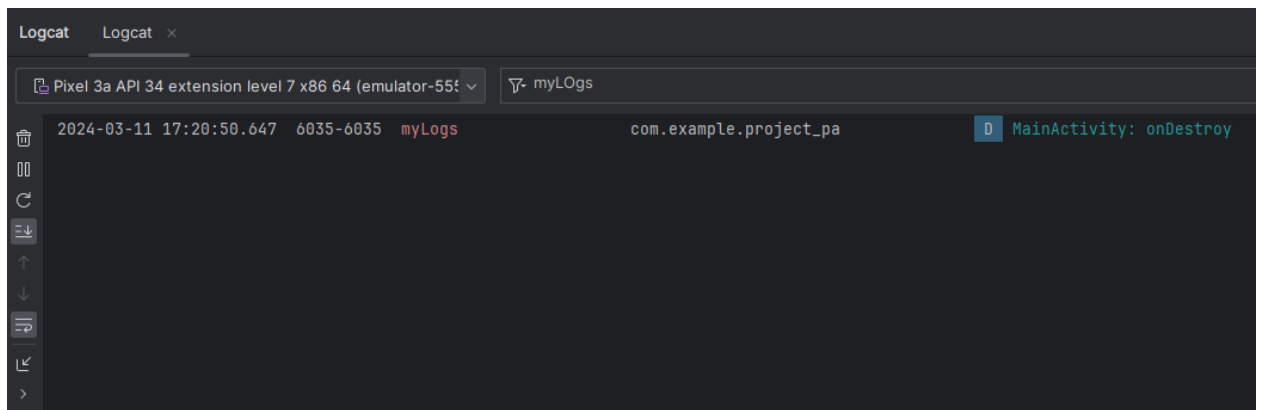 Logcat Logcat ×
Pixel 3a API 34 extension level 7 x86 64 (emulator-555 myLOgs
2024-03-11 17:20:50.647 6035-6035 myLogs com.example.project_pa D MainActivity: onDestroy